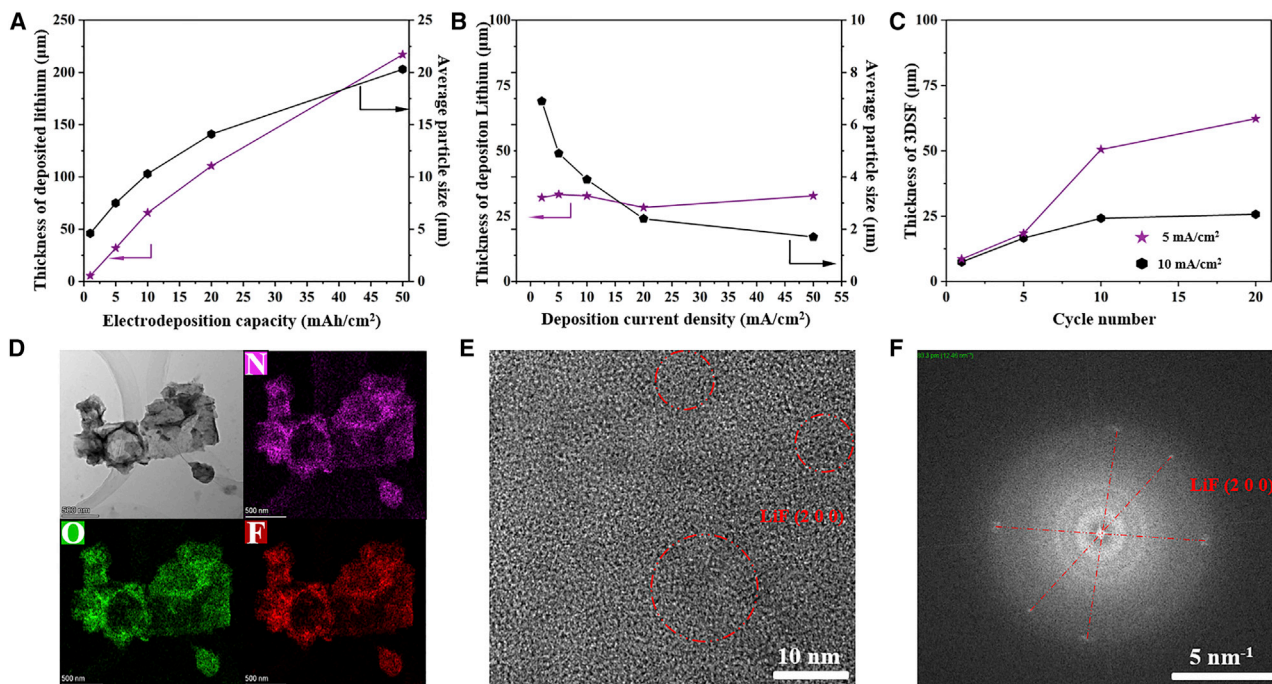 A
Thickness of deposited lithium (μm)
250
200
150
100
50
0
25
20
15
10
5
0
Average particle size (μm)
0 5 10 15 20 25 30 35 40 45 50
Electrodeposition capacity (mAh/cm²)
B
Thickness of depositon Lithiun (μm)
100
75
50
25
0
10
8
6
4
2
0
Average particle size (μm)
0 5 10 15 20 25 30 35 40 45 50 55
Deposition current density (mA/cm²)
C
Thickness of 3DSF (μm)
100
75
50
25
0
5 mA/cm²
10 mA/cm²
0 5 10 15 20
Cycle number
D
N
500 nm
500 nm
O
F
500 nm
500 nm
E
LiF (2 0 0)
10 nm
F
LiF (2 0 0)
5 nm⁻¹